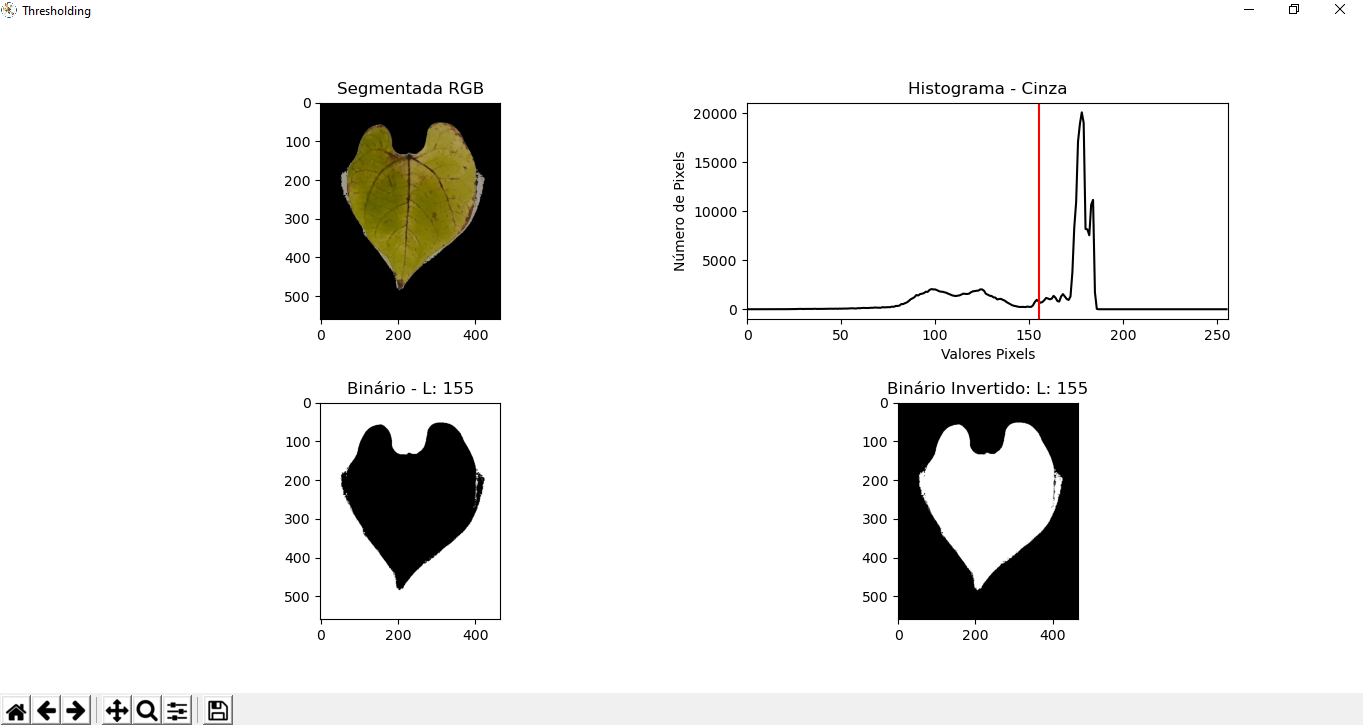 Thresholding
Segmentada RGB
0
100
200
300
400
500
0 200 400
Histograma - Cinza
Número de Pixels
20000
15000
10000
5000
0
0 50 100 150 200 250
Valores Pixels
Binário - L: 155
0
100
200
300
400
500
0 200 400
Binário Invertido: L: 155
0
100
200
300
400
500
0 200 400